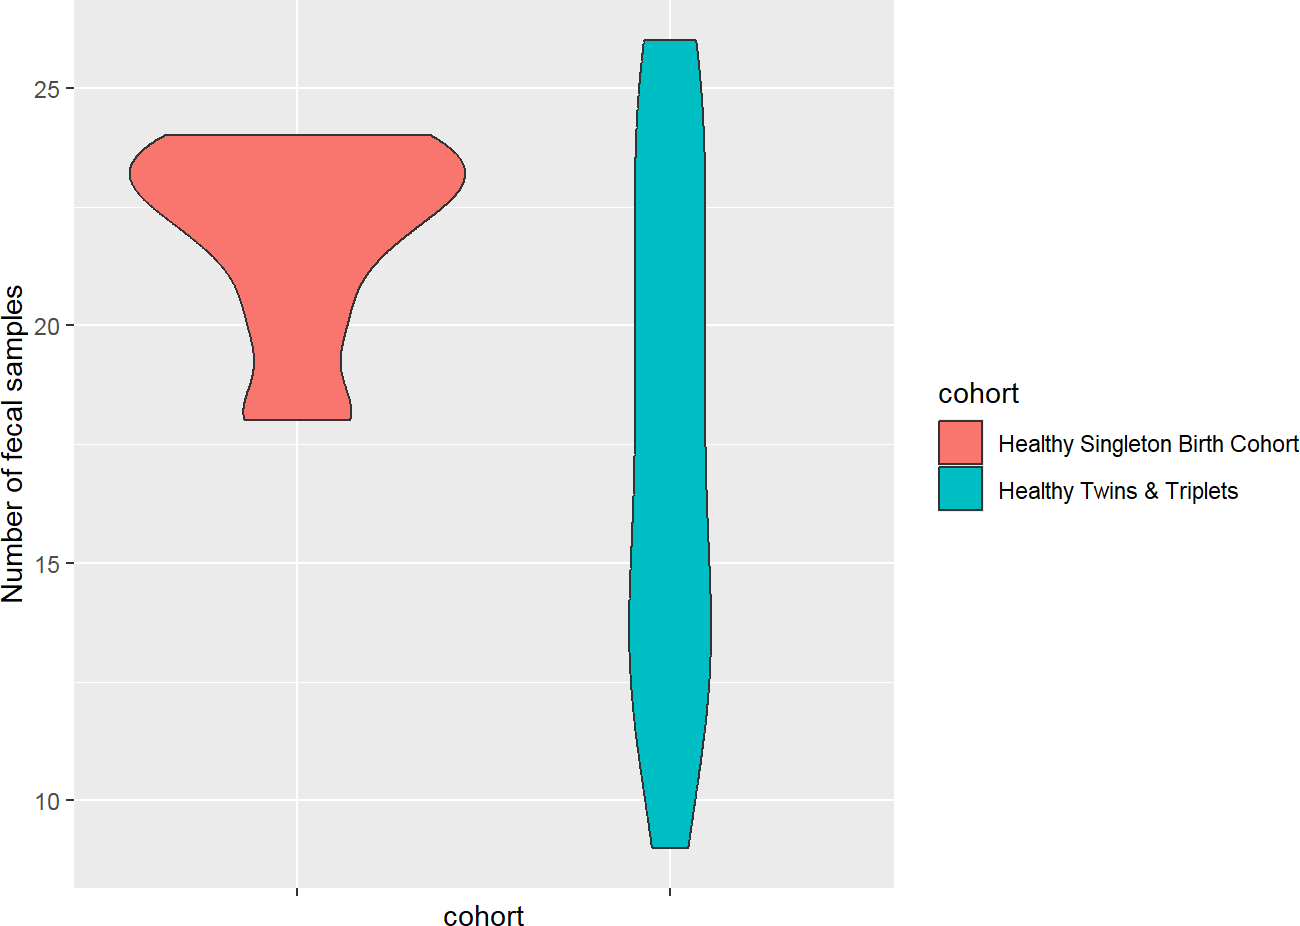 Number of fecal samples
25
20
15
10
cohort
cohort
Healthy Singleton Birth Cohort
Healthy Twins & Triplets